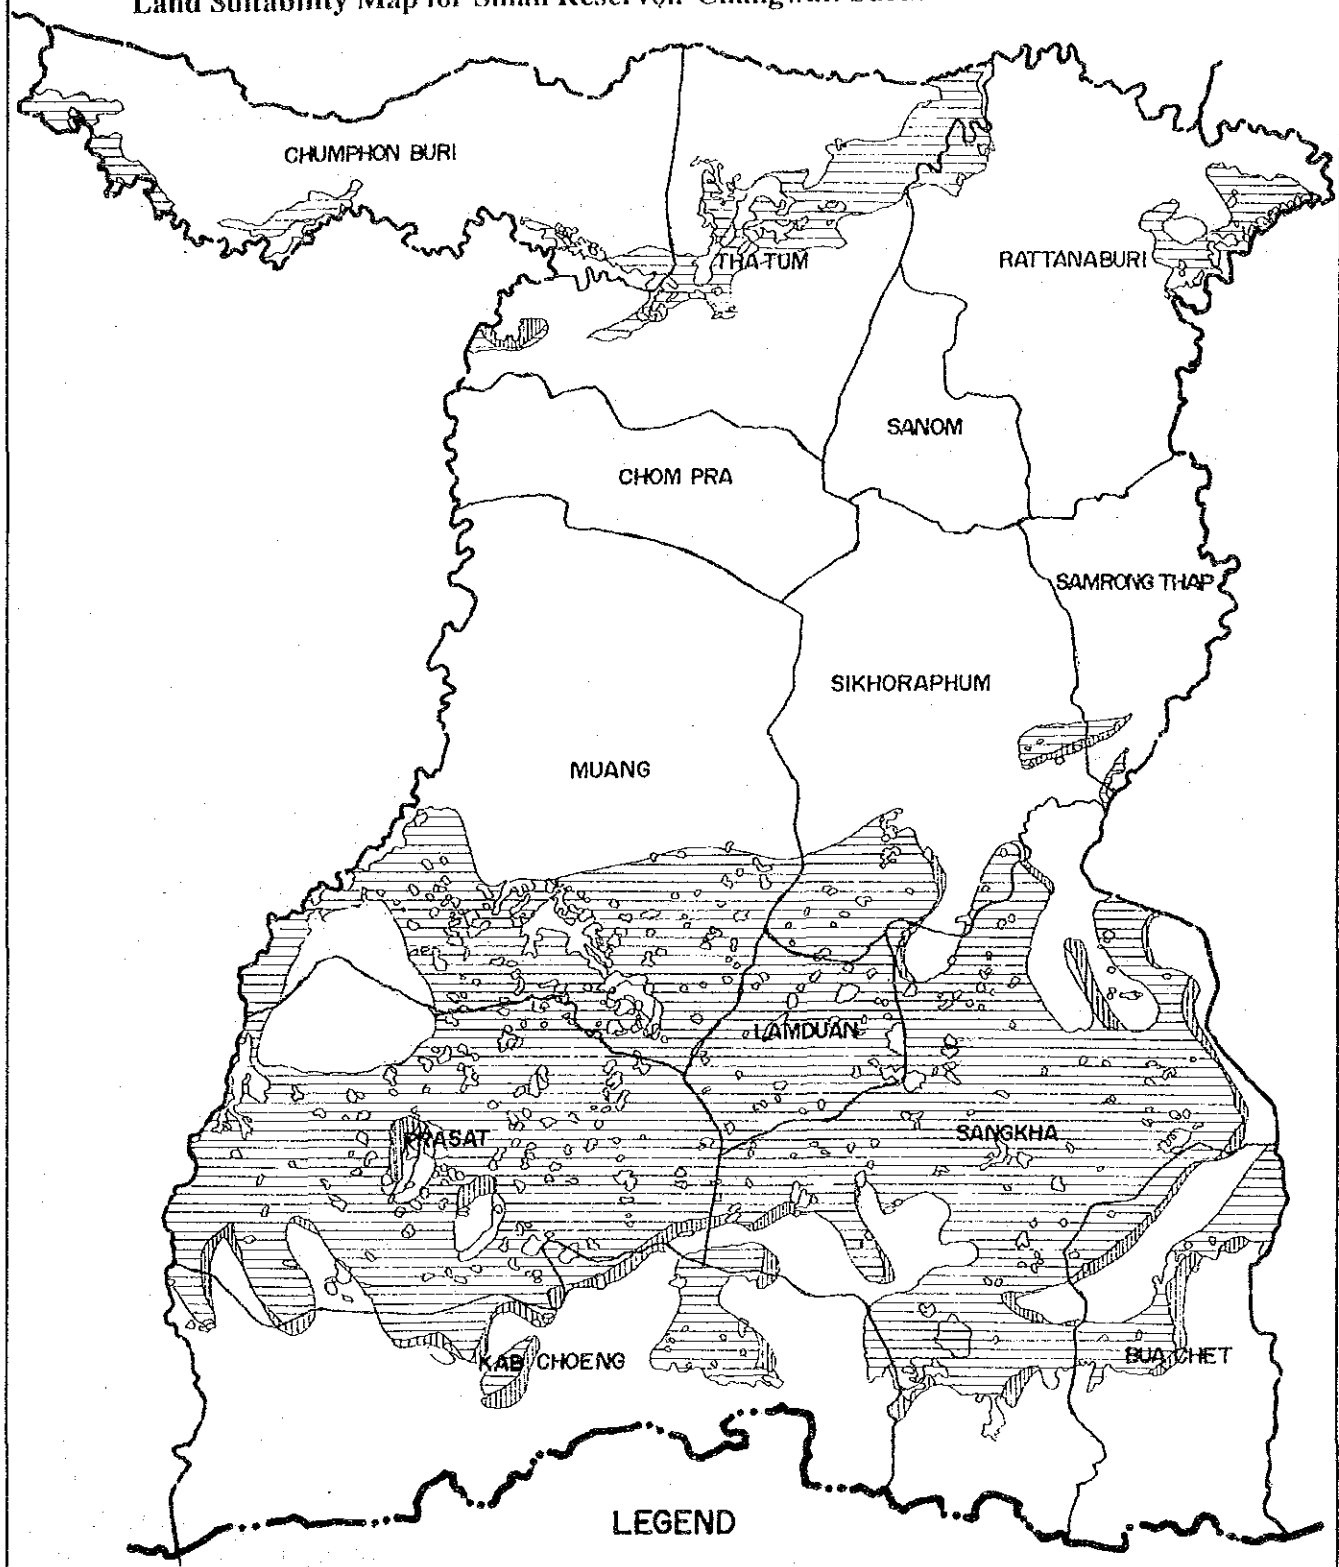 Land Suitability Map for Small Reservoir Changwat
CHUMPHON BURI
THA TUM
RATTANABURI
SANOM
CHOM PRA
SAMRONG THAP
SIKHORAPHUM
MUANG
LAMDUAN
PRASAT
SANGKHA
KAB CHOENG
BUA CHET
LEGEND